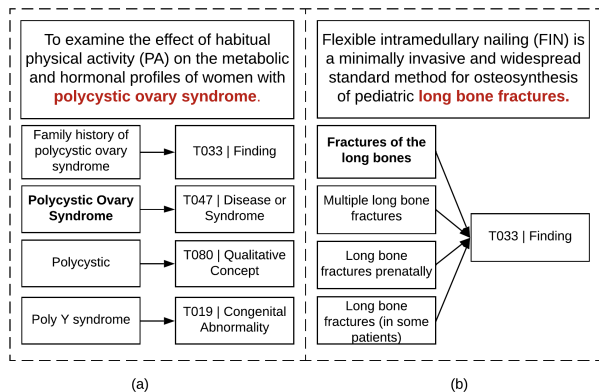 To examine the effect of habitual
physical activity (PA) on the metabolic
and hormonal profiles of women with
polycystic ovary syndrome.
Family history of
polycystic ovary
syndrome
T033 | Finding
Polycystic Ovary
Syndrome
T047 | Disease or
Syndrome
Polycystic
T080 | Qualitative
Concept
Poly Y syndrome
T019 | Congenital
Abnormality
(a)
Flexible intramedullary nailing (FIN) is
a minimally invasive and widespread
standard method for osteosynthesis
of pediatric long bone fractures.
Fractures of the
long bones
Multiple long bone
fractures
Long bone
fractures prenatally
Long bone
fractures (in some
patients)
T033 | Finding
(b)